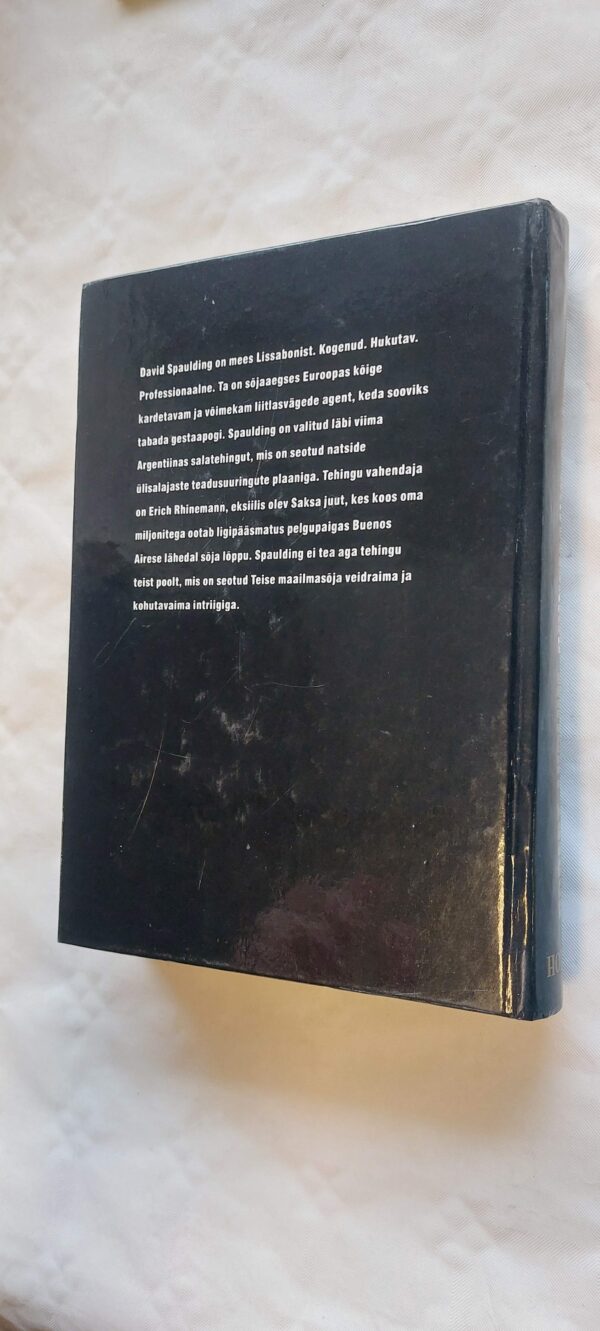 David Spaulding on mees Lissabonist. Kogenud. Hukutav.
Professionaalne. Ta on sõjaaegses Euroopas kõige
kardetavam ja võimekam liitlasvägede agent, keda sooviks
tabada gestaapogi. Spaulding on valitud läbi viima
Argentiinas salatehingut, mis on seotud natside
ülisalajaste teadusuuringute plaaniga. Tehingu vahendaja
on Erich Rhinemann, eksiilis olev Saksa juut, kes koos oma
miljonitega ootab ligipääsmatus pelgupaigas Buenos
Airese lähedal sõja lõppu. Spaulding ei tea aga tehingu
teist poolt, mis on seotud Teise maailmasõja veidraima ja
kohutavaima intriigiga.